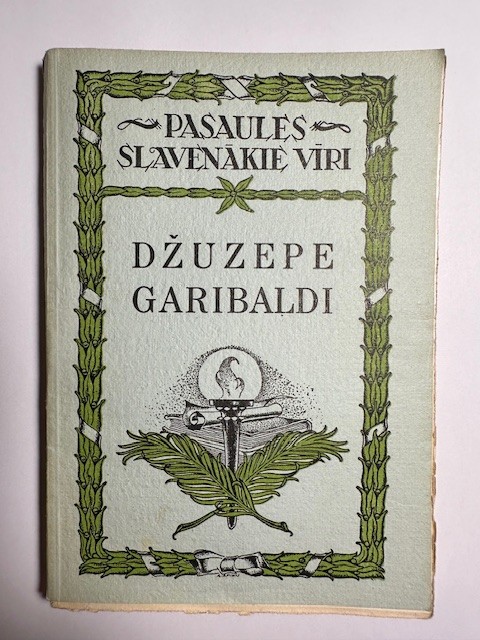 PASAULES
SLAVENĀKIE VĪRI
DŽUZEPE
GARIBALDI